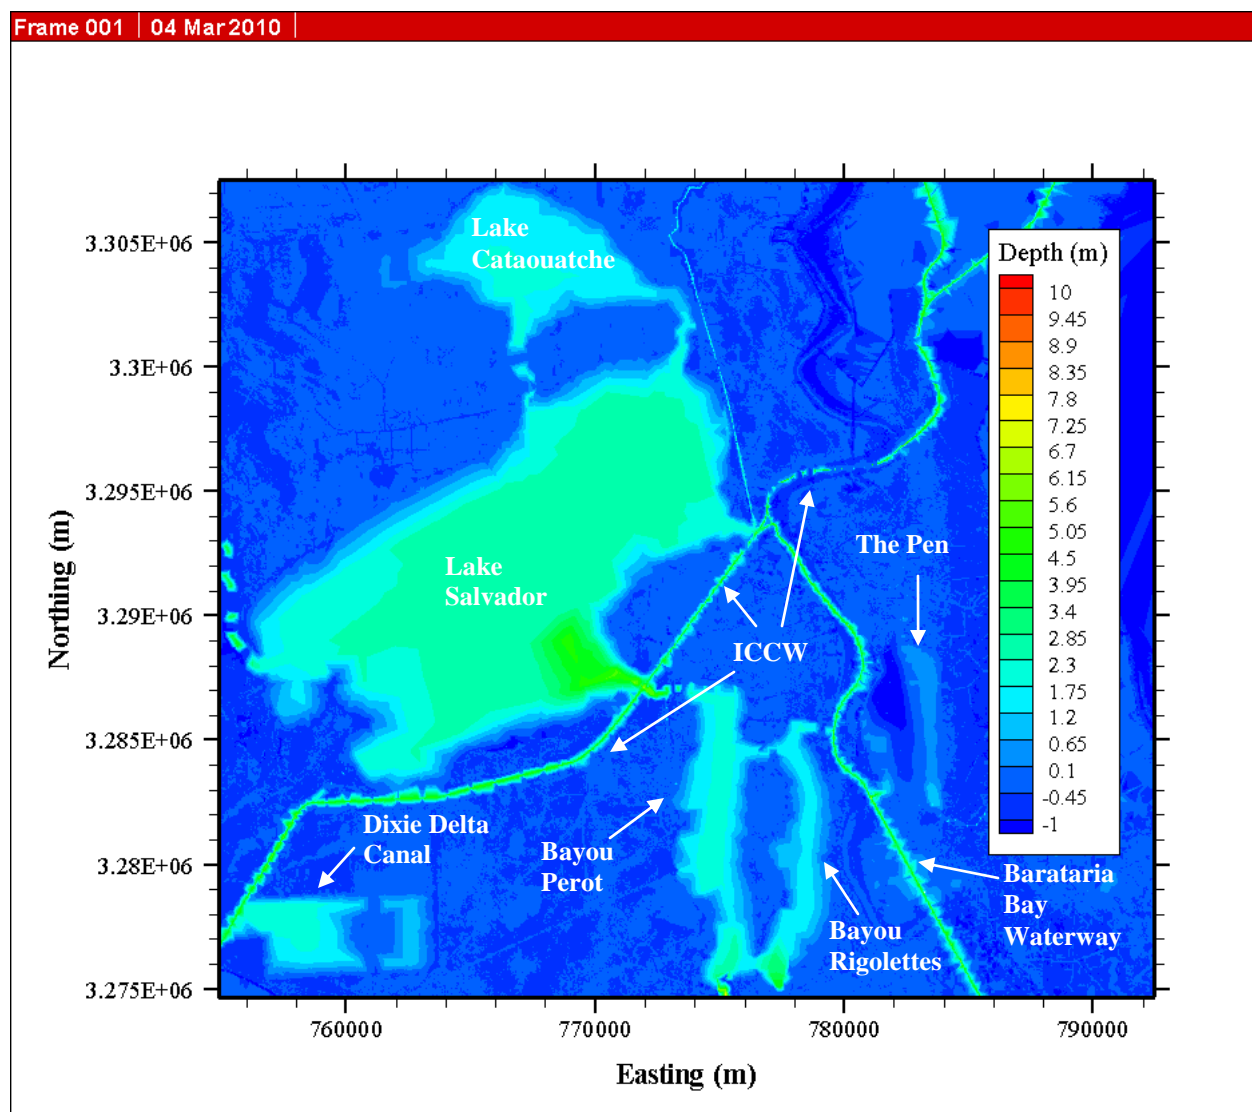 Frame 001 | 04 Mar 2010 |
Lake
Cataouatche
3.305E+06
3.3E+06
3.295E+06
3.29E+06
3.285E+06
3.28E+06
3.275E+06
Northing (m)
Depth (m)
10
9.45
8.9
8.35
7.8
7.25
6.7
6.15
5.6
5.05
4.5
3.95
3.4
2.85
2.3
1.75
1.2
0.65
0.1
-0.45
-1
The Pen
Lake
Salvador
ICCW
Dixie Delta
Canal
Bayou
Perot
Bayou
Rigolettes
Barataria
Bay
Waterway
760000
770000
780000
790000
Easting (m)